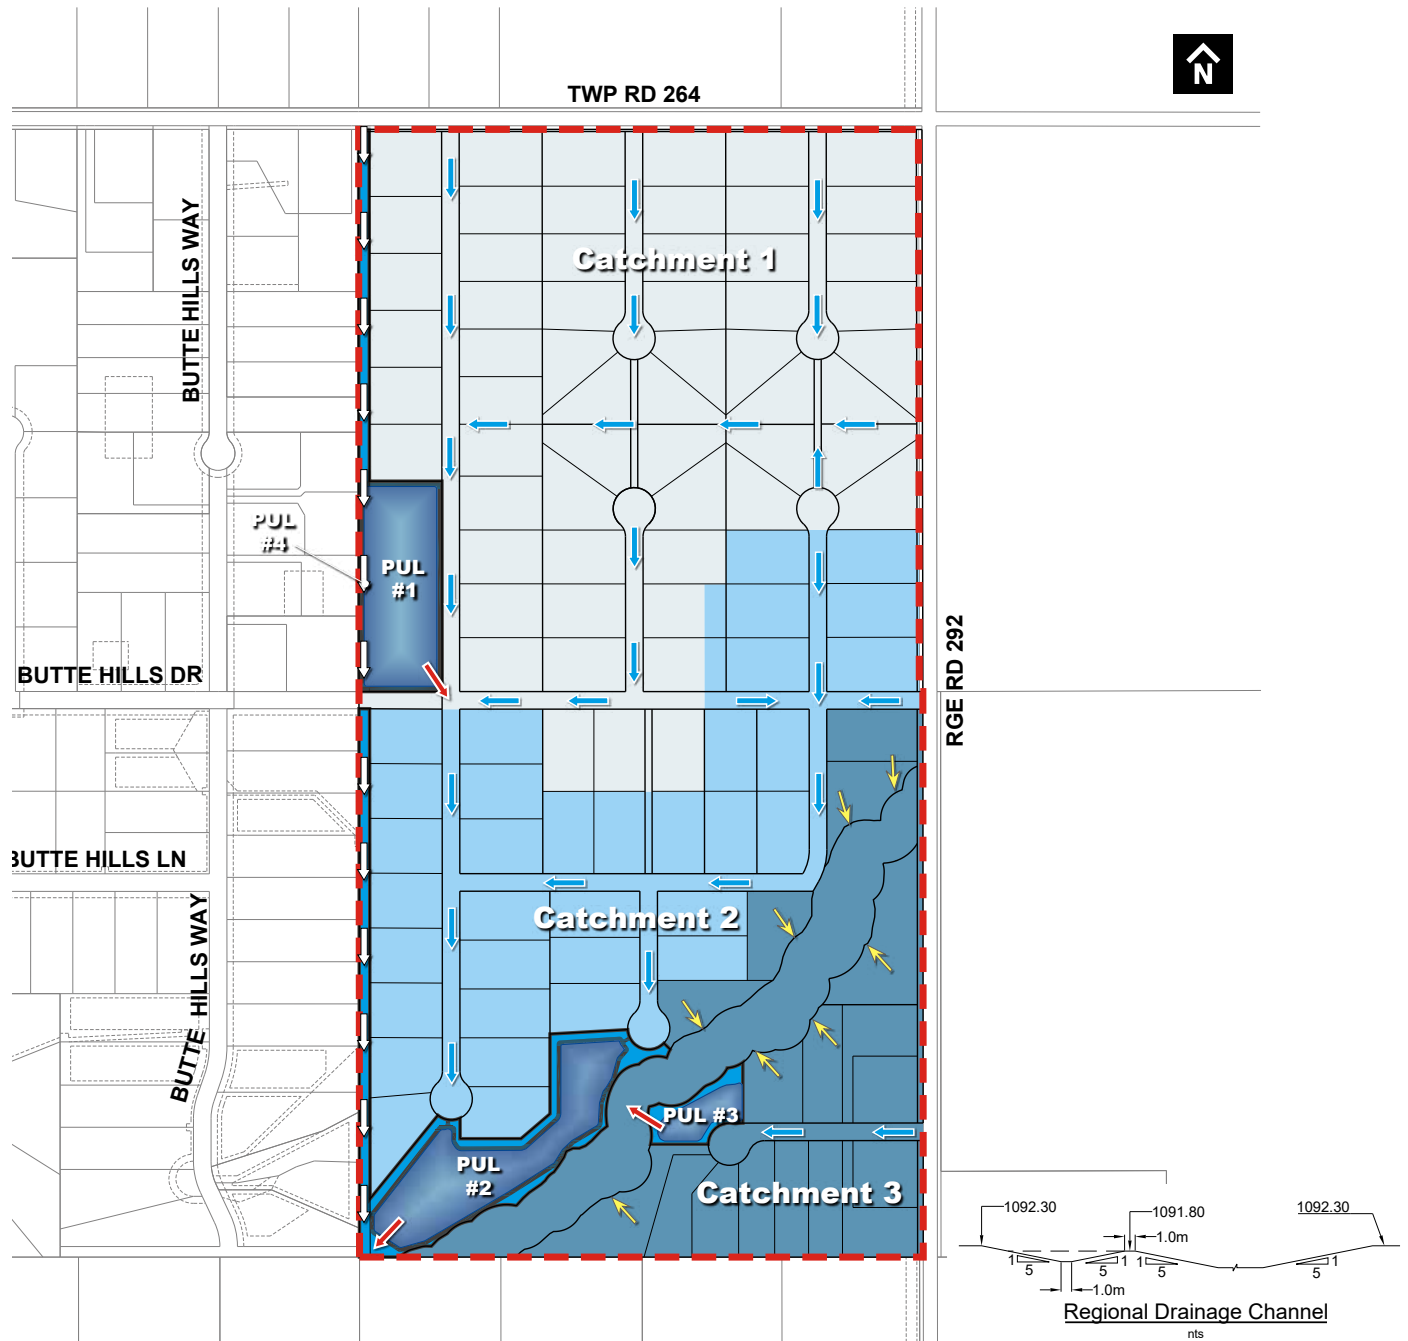 N
TWP RD 264
BUTTE HILLS WAY
Catchment 1
PUL
#4
PUL
#1
BUTTE HILLS DR
RGE RD 292
BUTTE HILLS LN
BUTTE HILLS WAY
Catchment 2
PUL #3
PUL
#2
Catchment 3
1092.30
1091.80
1092.30
1.0m
1
5
5
1
1
5
5
1
1.0m
Regional Drainage Channel
nts